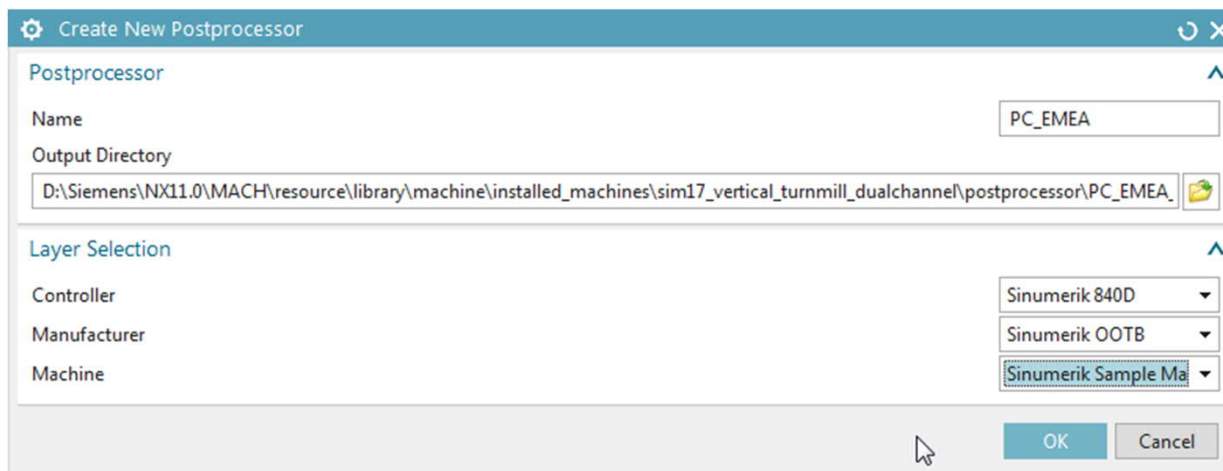 Create New Postprocessor
Postprocessor
Name
PC_EMEA
Output Directory
D:\Siemens\NX11.0\MACH\resource\library\machine\installed_machines\sim17_vertical_turnmill_dualchannel\postprocessor\PC_EMEA_
Layer Selection
Controller
Sinumerik 840D
Manufacturer
Sinumerik OOTB
Machine
Sinumerik Sample Ma
OK
Cancel